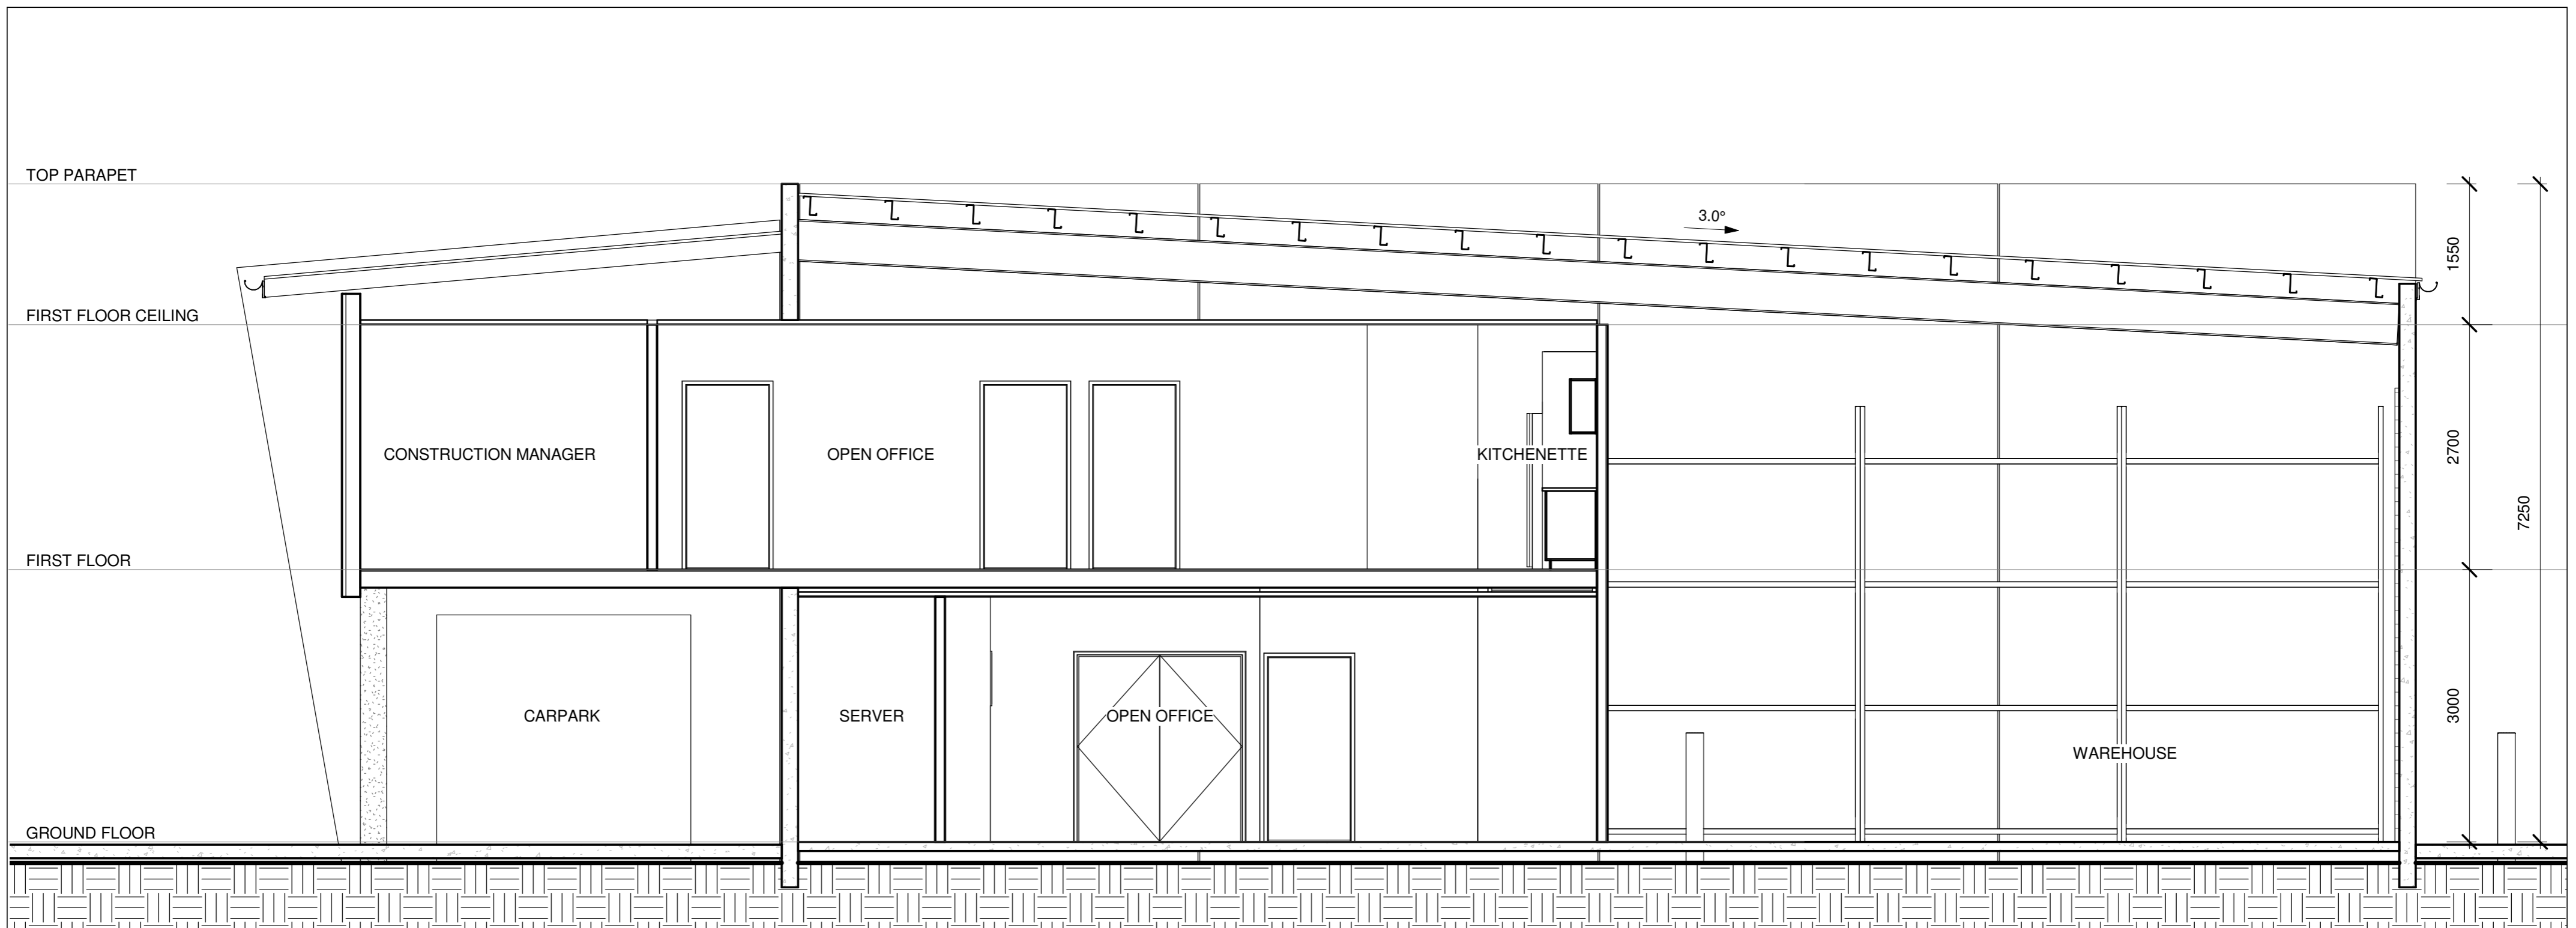 TOP PARAPET
3.0°
1550
FIRST FLOOR CEILING
CONSTRUCTION MANAGER
OPEN OFFICE
KITCHENETTE
2700
7250
FIRST FLOOR
CARPARK
SERVER
OPEN OFFICE
3000
WAREHOUSE
GROUND FLOOR